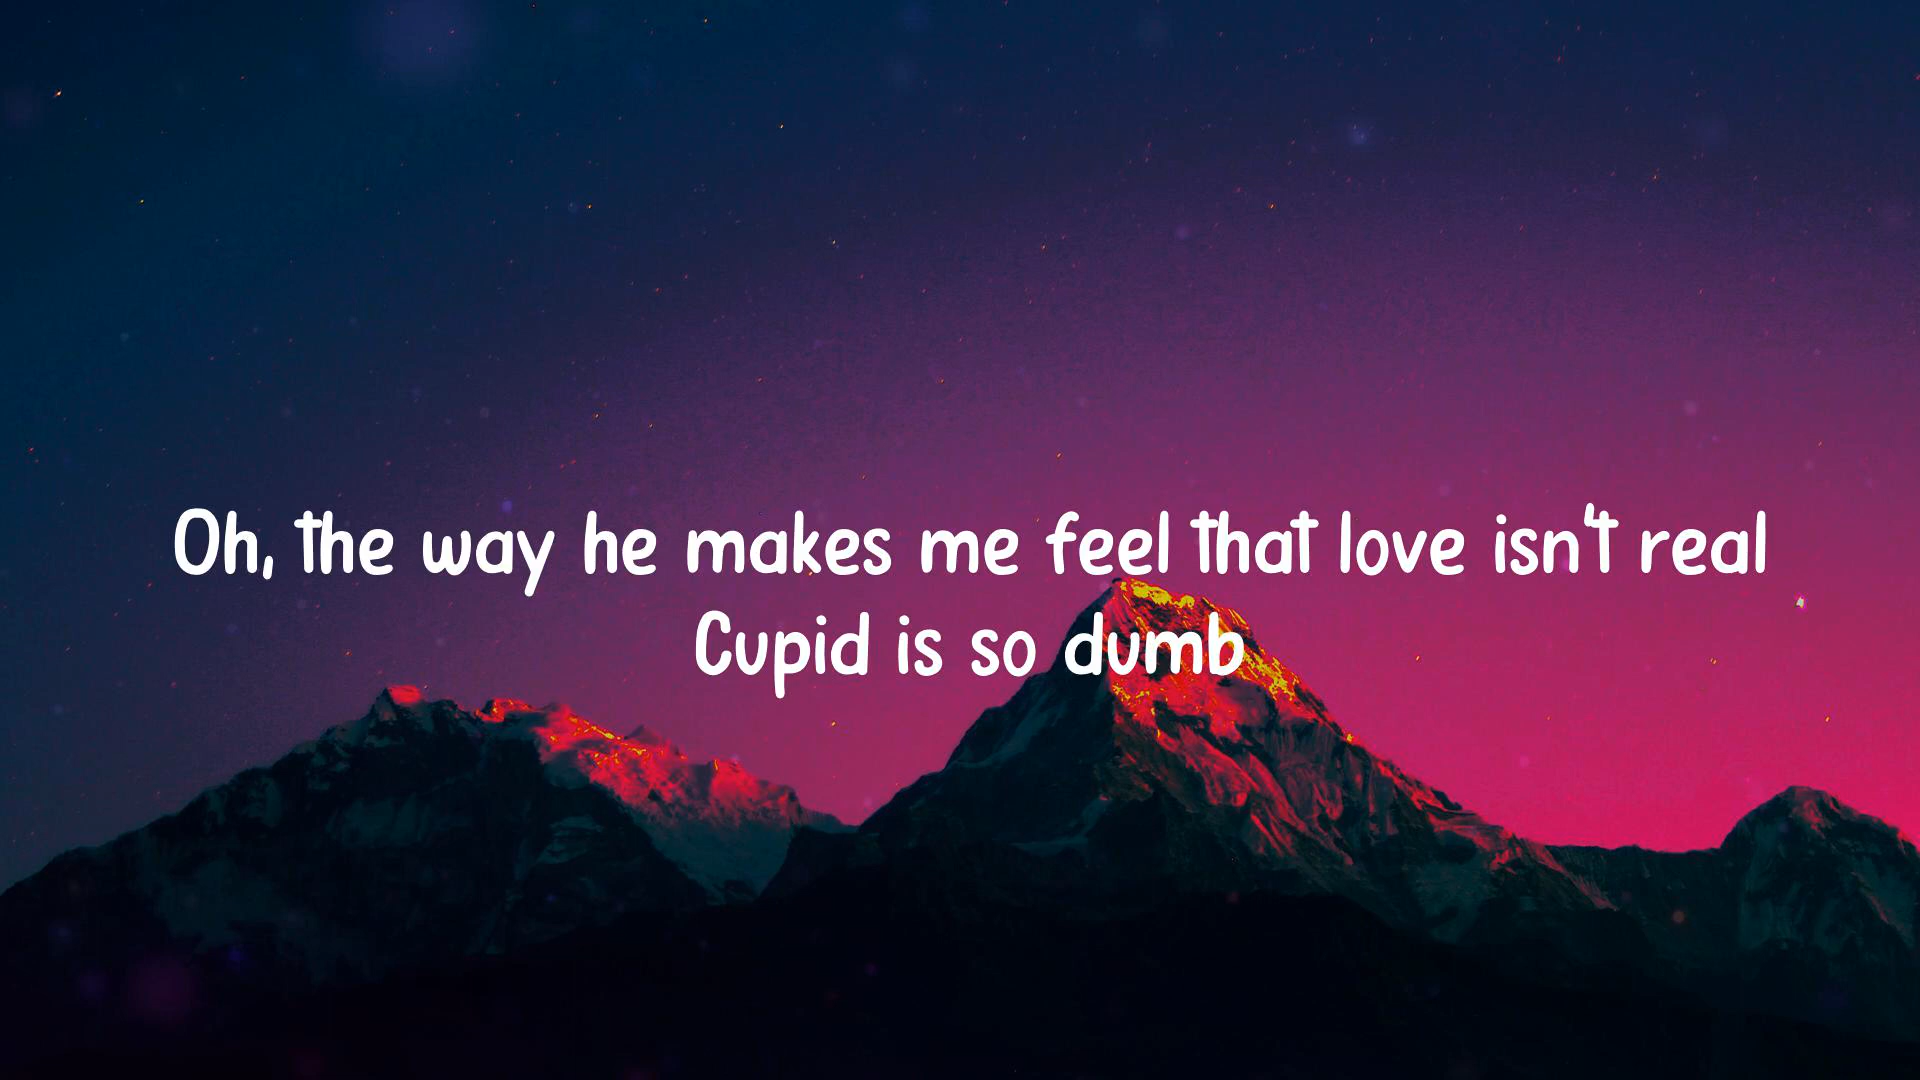 Oh, the way he makes me feel that love isn't real
Cupid is so dumb